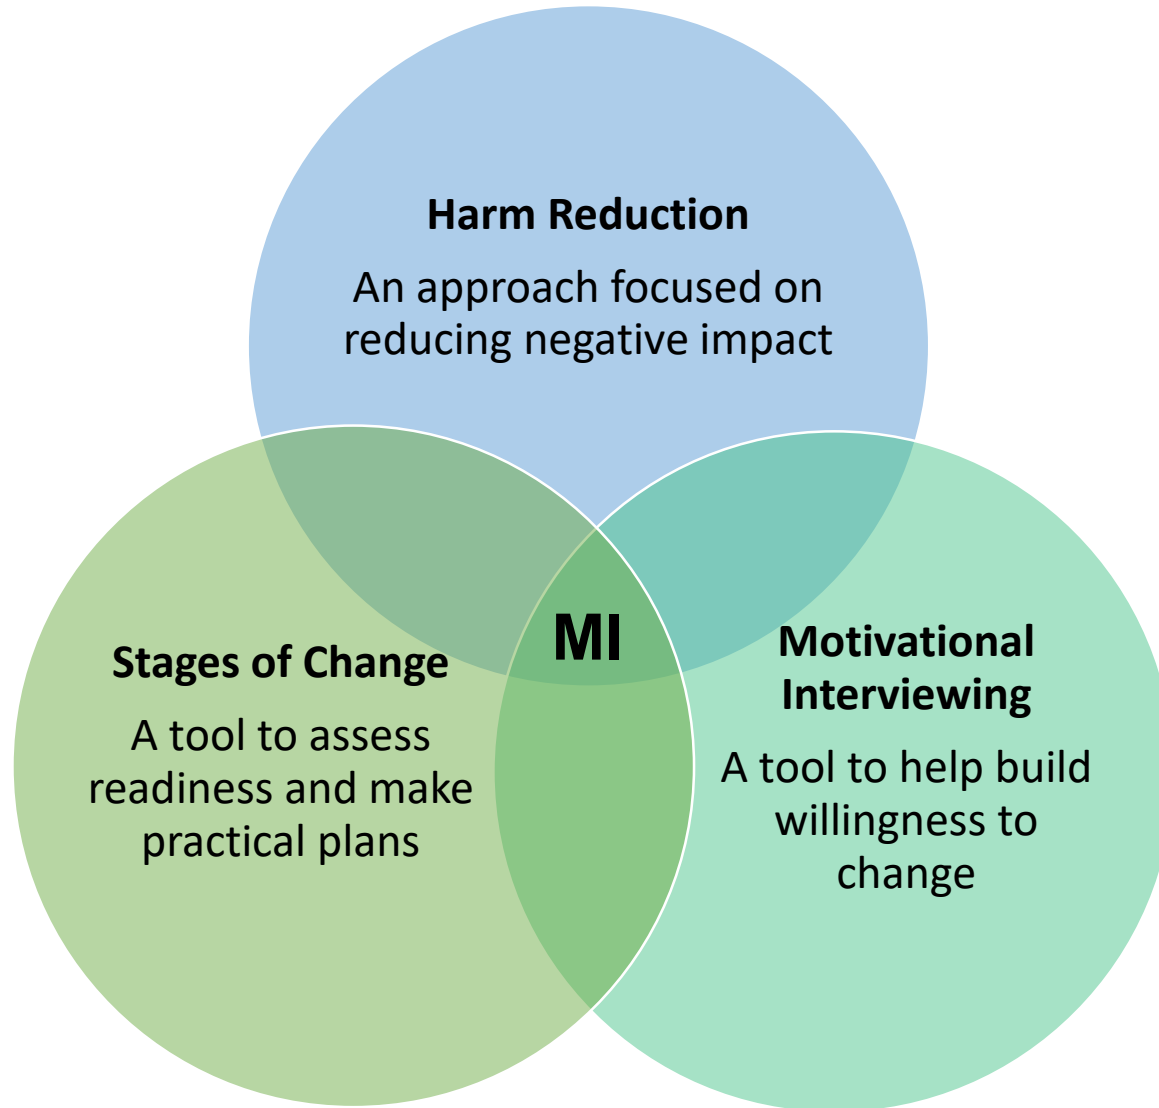 Harm Reduction
An approach focused on
reducing negative impact
MI
Stages of Change
A tool to assess
readiness and make
practical plans
Motivational
Interviewing
A tool to help build
willingness to
change